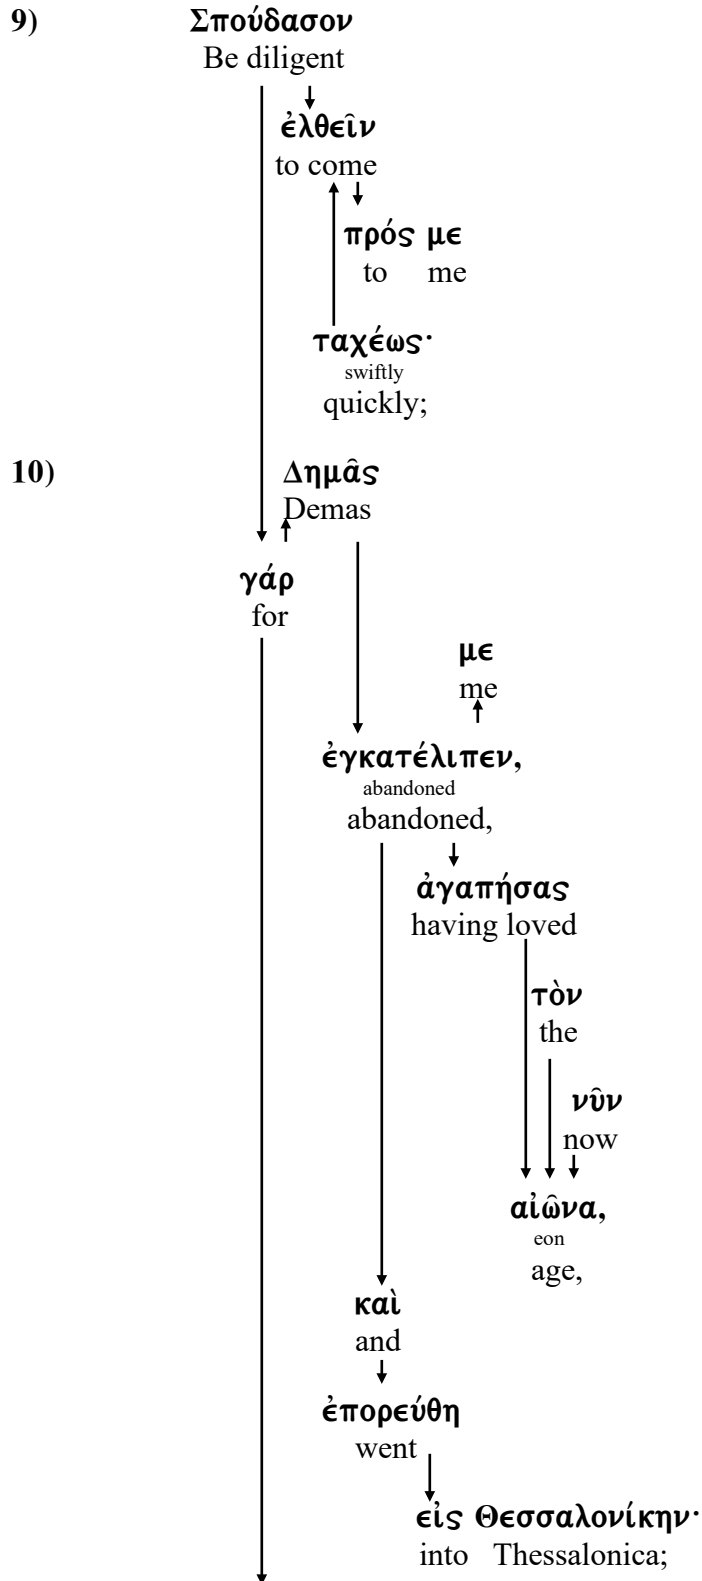 9) Σπούδασον
Be diligent
ἐλθεῖν
to come
πρός με
to me
ταχέως·
swiftly
quickly;
10) Δημᾶς
Demas
γάρ
for
με
me
ἐγκατέλιπεν,
abandoned
abandoned,
ἀγαπήσας
having loved
τὸν
the
νῦν
now
αἰῶνα,
eon
age,
καὶ
and
ἐπορεύθη
went
εἰς Θεσσαλονίκην·
into Thessalonica;